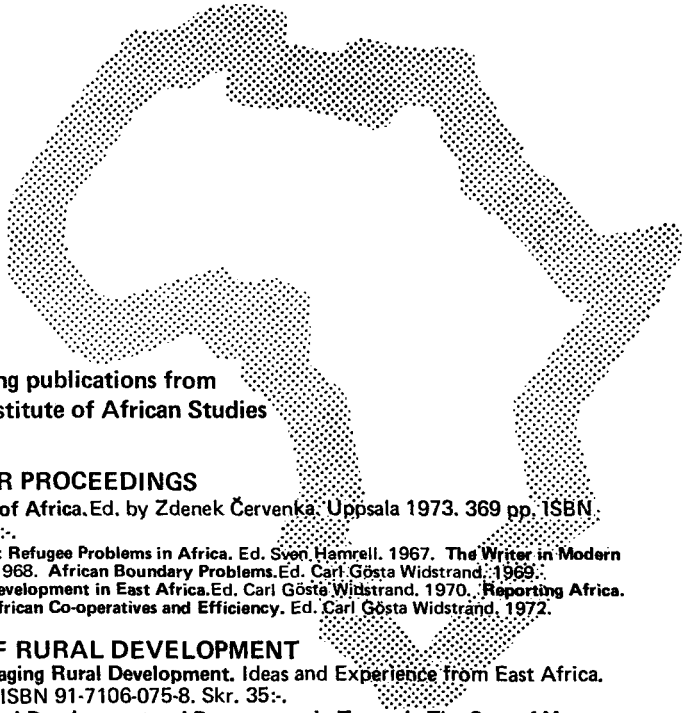 ng publications from
stitute of African Studies
R PROCEEDINGS
of Africa. Ed. by Zdenek Červenka. Uppsala 1973. 369 pp. ISBN
:-.
: Refugee Problems in Africa. Ed. Sven Hamrell. 1967. The Writer in Modern
968. African Boundary Problems. Ed. Carl Gösta Widstrand. 1969.
evelopment in East Africa. Ed. Carl Gösta Widstrand. 1970. Reporting Africa.
frican Co-operatives and Efficiency. Ed. Carl Gösta Widstrand. 1972.
F RURAL DEVELOPMENT
aging Rural Development. Ideas and Experience from East Africa.
ISBN 91-7106-075-8. Skr. 35:-.